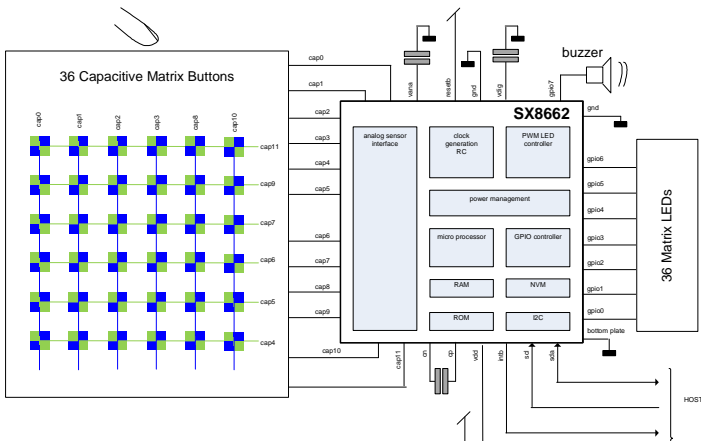 36 Capacitive Matrix Buttons
cap0
cap1
cap2
cap3
cap8
cap10
cap11
cap9
cap7
cap6
cap5
cap4
cap0
cap1
cap2
cap3
cap4
cap5
cap6
cap7
cap8
cap9
cap10
cap11
vana
resetb
gnd
vdig
gpio7
buzzer
SX8662
gnd
analog sensor
interface
clock
generation
RC
PWM LED
controller
power management
micro processor
GPIO controller
RAM
NVM
ROM
I2C
gpio6
gpio5
gpio4
gpio3
gpio2
gpio1
gpio0
bottom plate
36 Matrix LEDs
cn
cp
vdd
intb
scl
sda
HOST